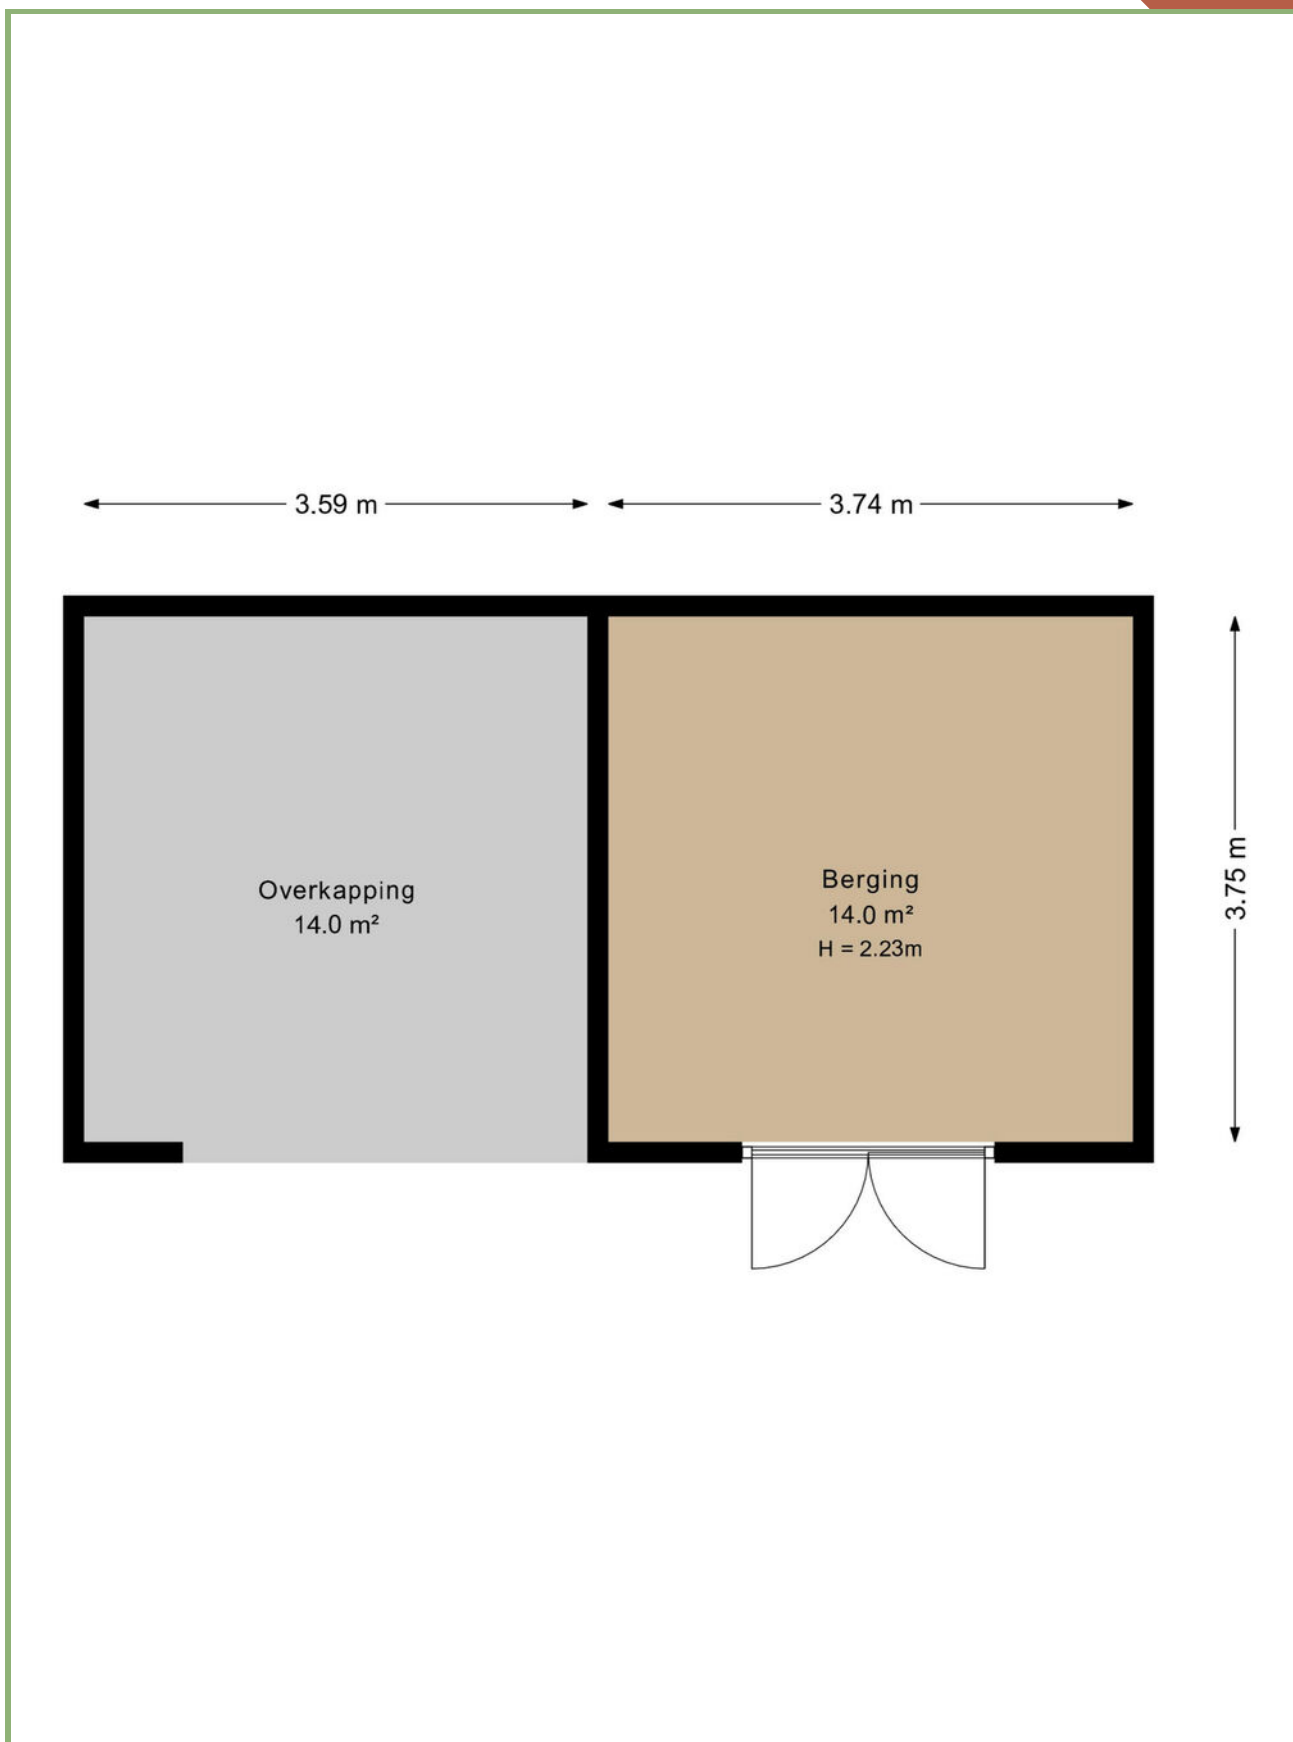 3.59 m
3.74 m
3.75 m
Overkapping
14.0 m²
Berging
14.0 m²
H = 2.23m